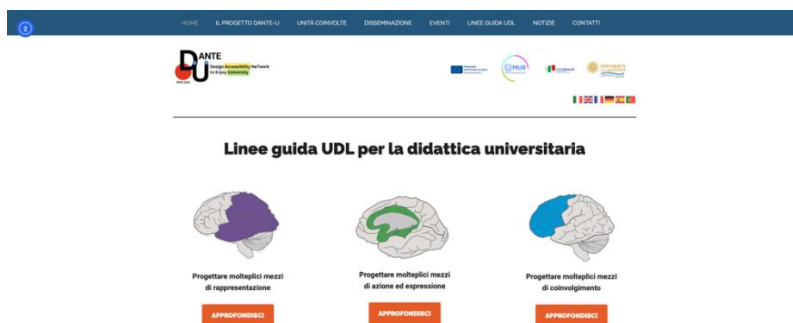 HOME IL PROGETTO DANTE-U UNITÀ COINVOLTE DISSEMINAZIONE EVENTI LINEE GUIDA UDL NOTIZIE CONTATTI
DANTE
Design Accessibility NeTwork
to Enjoy University
MUR
Linee guida UDL per la didattica universitaria
Progettare molteplici mezzi
di rappresentazione
APPROFONDISCI
Progettare molteplici mezzi
di azione ed espressione
APPROFONDISCI
Progettare molteplici mezzi
di coinvolgimento
APPROFONDISCI